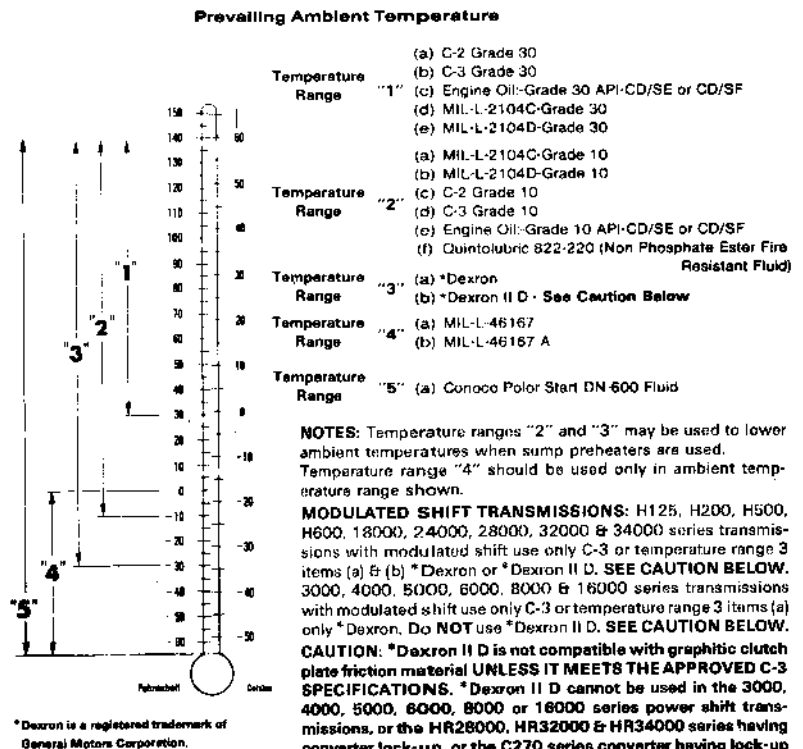 Prevailing Ambient Temperature
Temperature Range "1" (a) C-2 Grade 30
(b) C-3 Grade 30
(c) Engine Oil:-Grade 30 API-CD/SE or CD/SF
(d) MIL-L-2104C-Grade 30
(e) MIL-L-2104D-Grade 30
Temperature Range "2" (a) MIL-L-2104C-Grade 10
(b) MIL-L-2104D-Grade 10
(c) C-2 Grade 10
(d) C-3 Grade 10
(e) Engine Oil:-Grade 10 API-CD/SE or CD/SF
(f) Quintolubric 822-220 (Non Phosphate Ester Fire
Resistant Fluid)
Temperature Range "3" (a) *Dexron
(b) *Dexron II D - See Caution Below
Temperature Range "4" (a) MIL-L-46167
(b) MIL-L-46167 A
Temperature Range "5" (a) Conoco Polor Start DN-600 Fluid
150
140 60
130
120 50
110
100 40
90
80 30
70 20
60
50 10
40
30 0
20
10 -10
0
-10 -20
-20 -30
-30
-40 -40
-50
-60 -50
"1"
"2"
"3"
"4"
"5"
Fahrenheit Celsius
*Dexron is a registered trademark of
General Motors Corporation.
NOTES: Temperature ranges "2" and "3" may be used to lower
ambient temperatures when sump preheaters are used.
Temperature range "4" should be used only in ambient temp-
erature range shown.
MODULATED SHIFT TRANSMISSIONS: H125, H200, H500,
H600, 18000, 24000, 28000, 32000 & 34000 series transmis-
sions with modulated shift use only C-3 or temperature range 3
items (a) & (b) *Dexron or *Dexron II D. SEE CAUTION BELOW.
3000, 4000, 5000, 6000, 8000 & 16000 series transmissions
with modulated shift use only C-3 or temperature range 3 items (a)
only *Dexron. Do NOT use *Dexron II D. SEE CAUTION BELOW.
CAUTION: *Dexron II D is not compatible with graphitic clutch
plate friction material UNLESS IT MEETS THE APPROVED C-3
SPECIFICATIONS. *Dexron II D cannot be used in the 3000,
4000, 5000, 6000, 8000 or 16000 series power shift trans-
missions, or the HR28000, HR32000 & HR34000 series having
converter lock-up, or the C270 series converter having lock-up